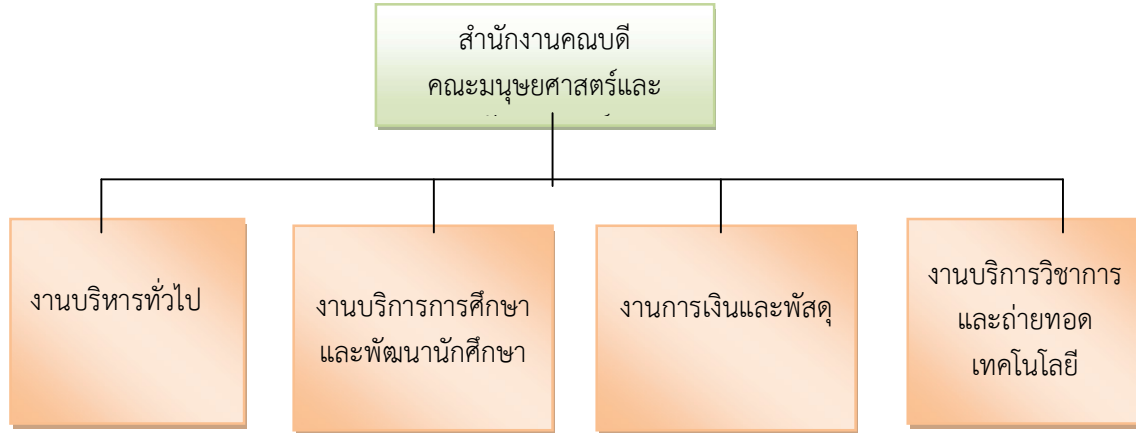 สำนักงานคณบดี
คณะมนุษยศาสตร์และ
งานบริหารทั่วไป
งานบริการการศึกษา
และพัฒนานักศึกษา
งานการเงินและพัสดุ
งานบริการวิชาการ
และถ่ายทอด
เทคโนโลยี